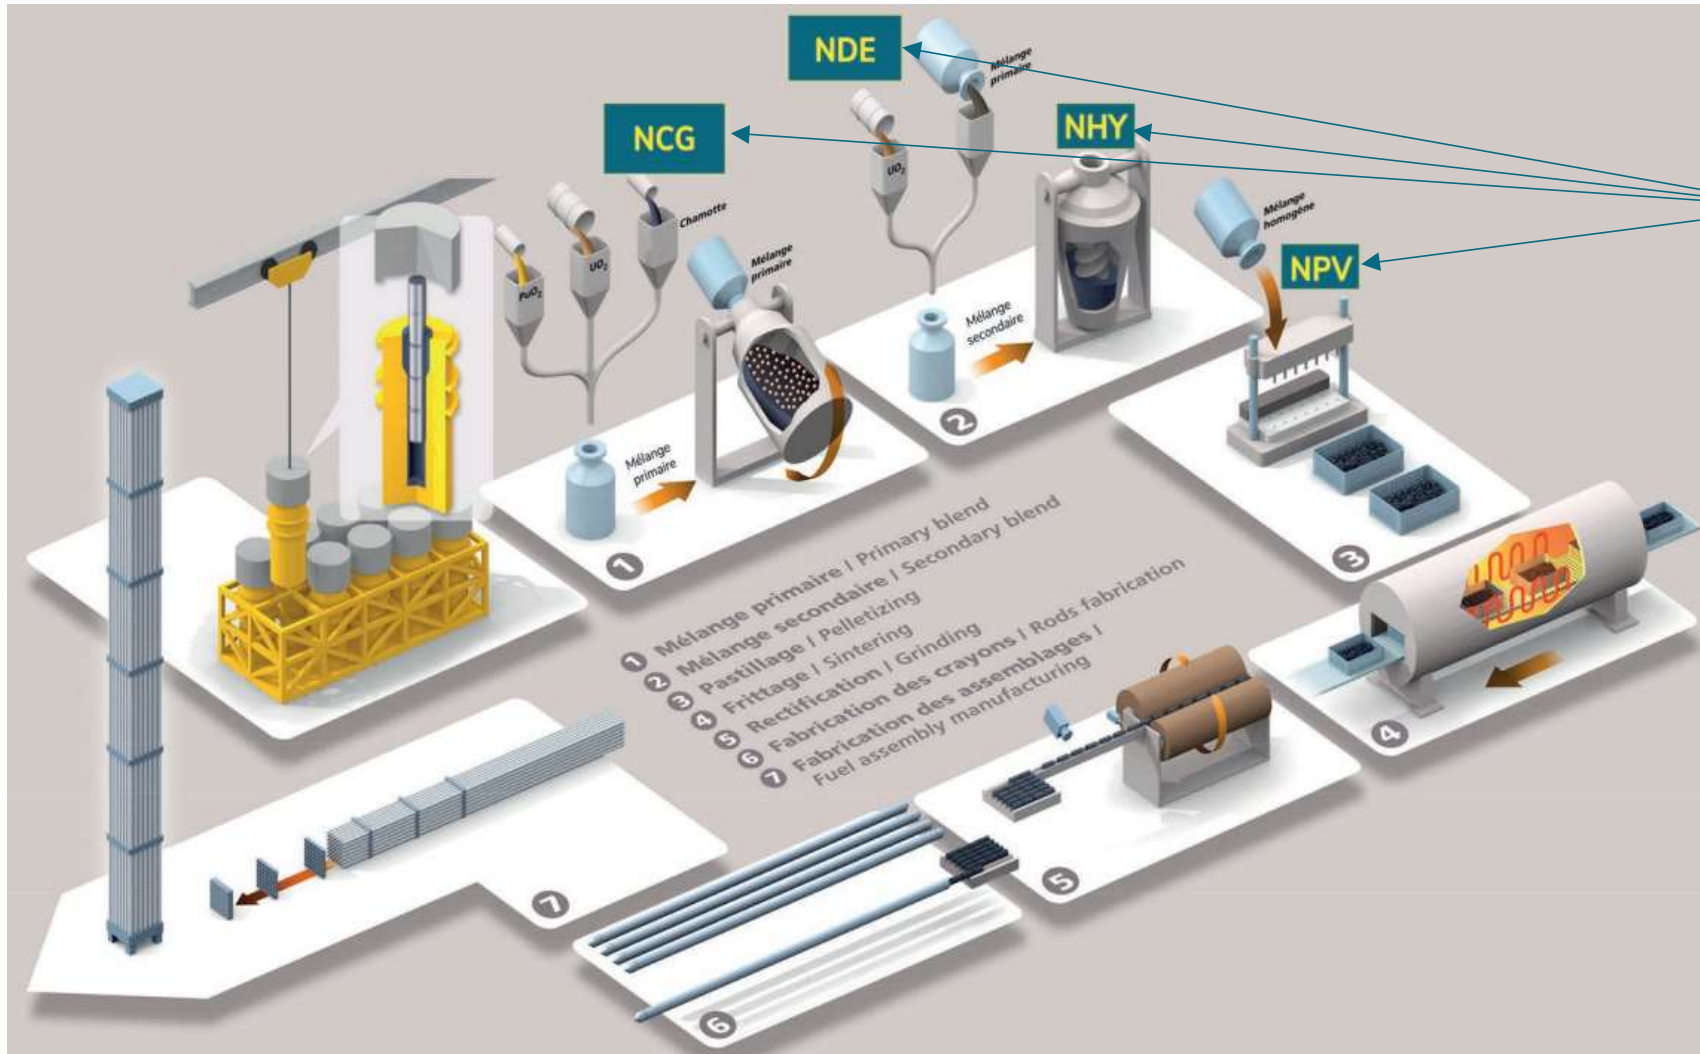 NDE
Mélange
primaire
NCG
NHY
UO2
Chamotte
Mélange
homogène
Mélange
primaire
UO2
PuO2
NPV
Mélange
secondaire
Mélange
primaire
1
2
3
4
5
6
7
1 Mélange primaire / Primary blend
2 Mélange secondaire / Secondary blend
3 Pastillage / Pelletizing
4 Frittage / Sintering
5 Rectification / Grinding
6 Fabrication des crayons / Rods fabrication
7 Fabrication des assemblages /
Fuel assembly manufacturing